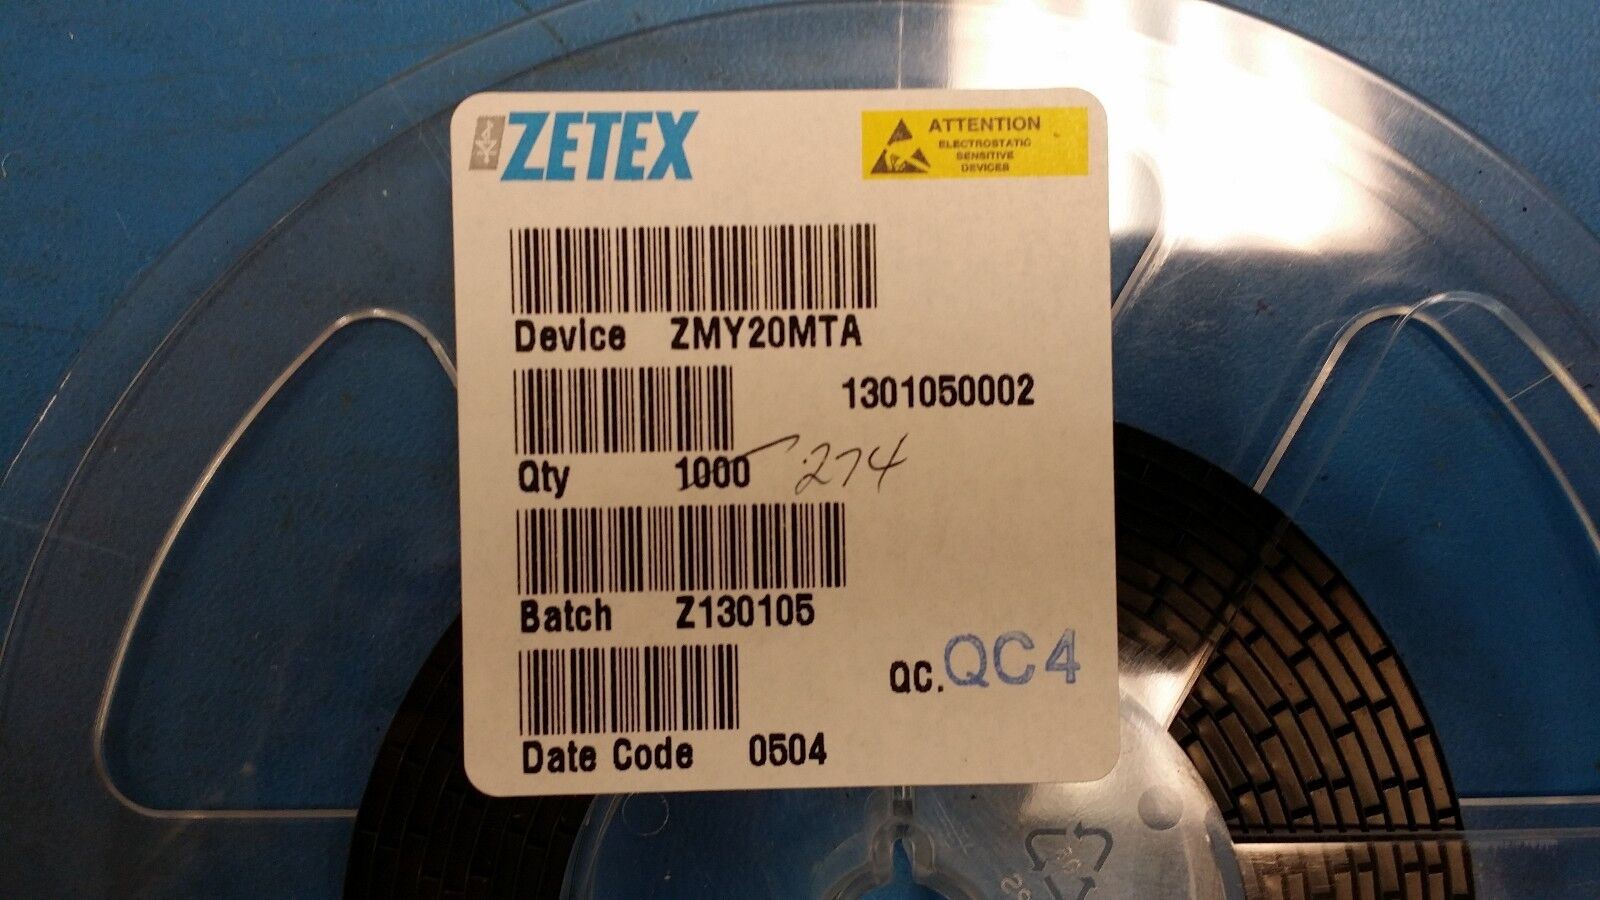 ZETEX
ATTENTION
ELECTROSTATIC
SENSITIVE
DEVICES
Device ZMY20MTA
1301050002
Qty 1000 274
Batch Z130105
QC. QC4
Date Code 0504